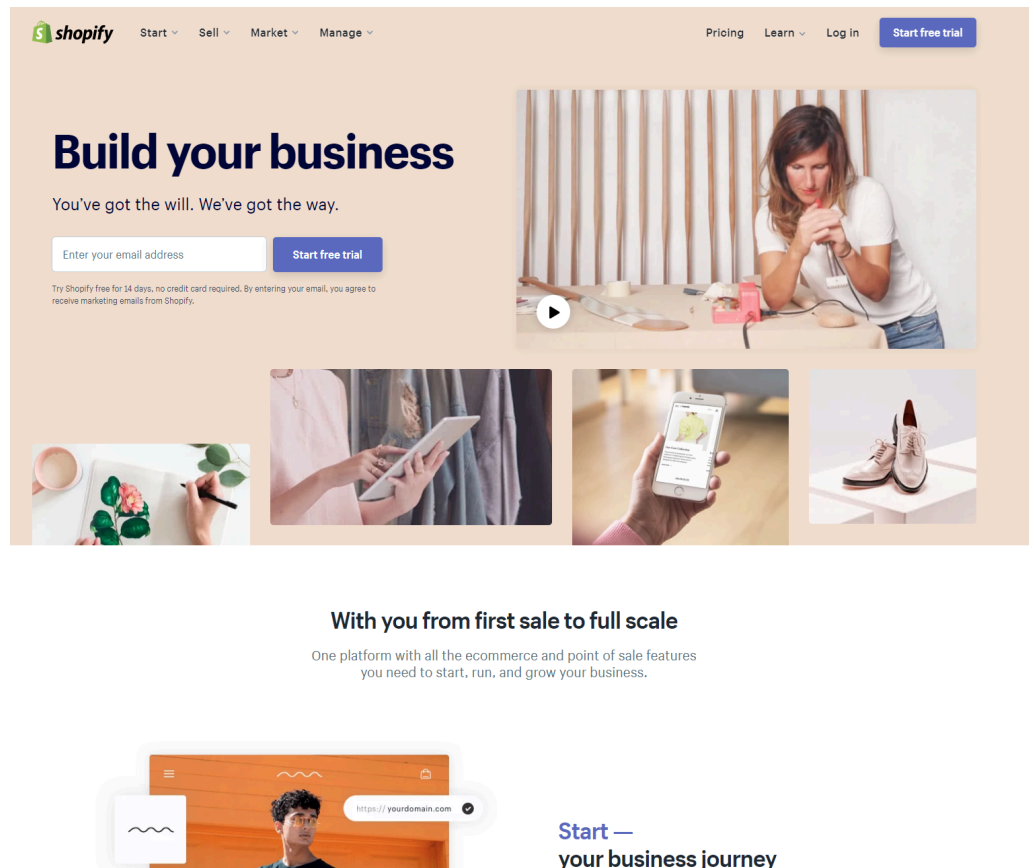 shopify
Start
Sell
Market
Manage
Pricing
Learn
Log in
Start free trial
Build your business
You've got the will. We've got the way.
Enter your email address
Start free trial
Try Shopify free for 14 days, no credit card required. By entering your email, you agree to
receive marketing emails from Shopify.
With you from first sale to full scale
One platform with all the ecommerce and point of sale features
you need to start, run, and grow your business.
https:// yourdomain.com
Start —
your business journey